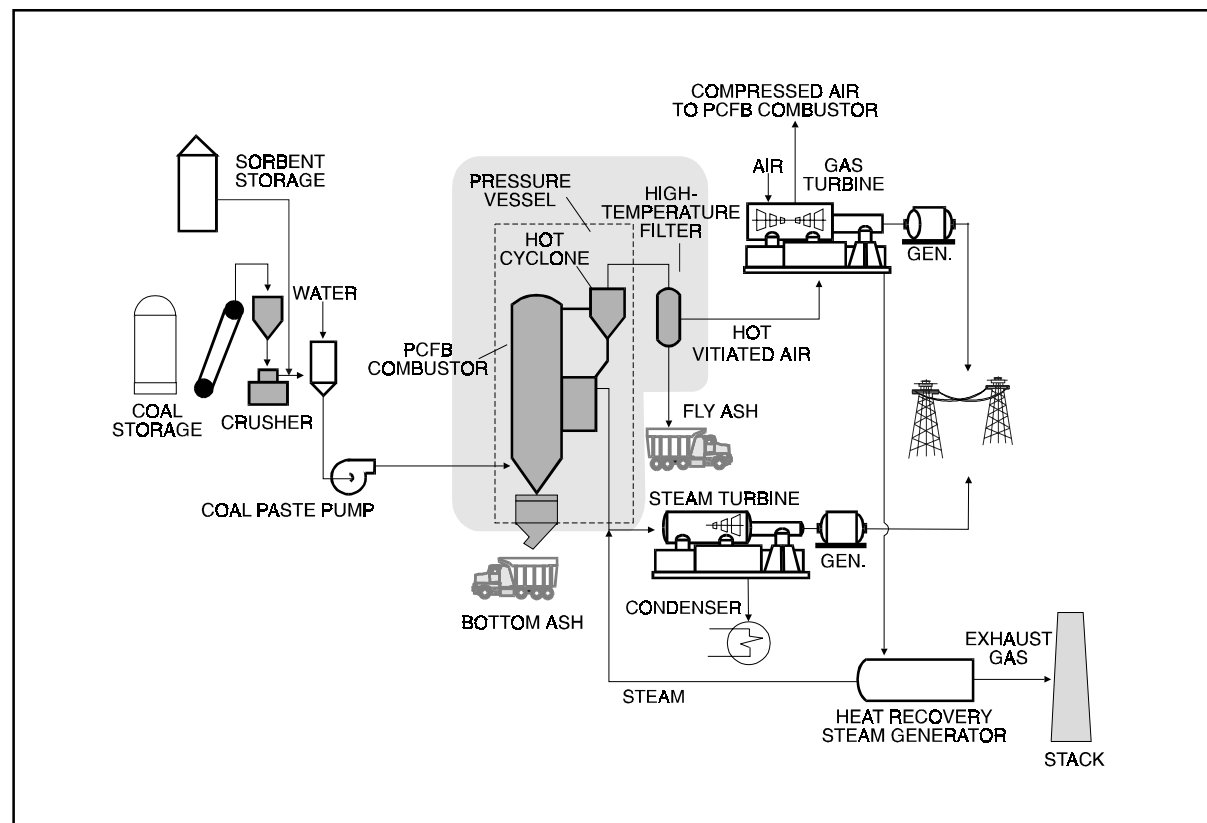 COMPRESSED AIR
TO PCFB COMBUSTOR
SORBENT
STORAGE
PRESSURE
VESSEL
HIGH-
TEMPERATURE
FILTER
AIR
GAS
TURBINE
HOT
CYCLONE
GEN.
WATER
PCFB
COMBUSTOR
HOT
VITIATED AIR
COAL
STORAGE
CRUSHER
FLY ASH
COAL PASTE PUMP
STEAM TURBINE
GEN.
BOTTOM ASH
CONDENSER
STEAM
EXHAUST
GAS
HEAT RECOVERY
STEAM GENERATOR
STACK